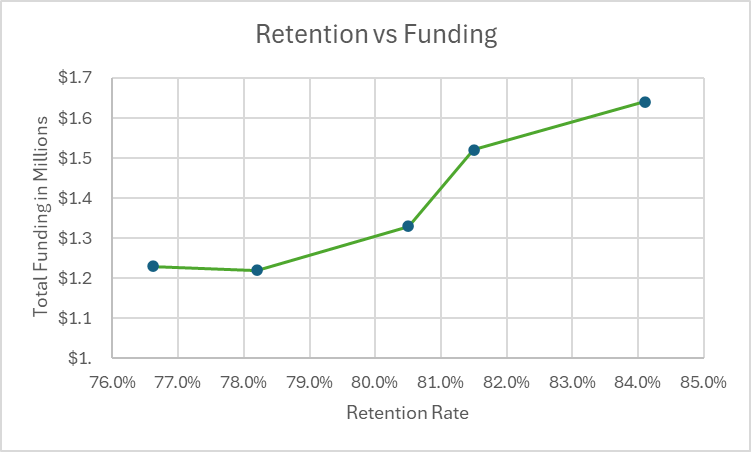 Retention vs Funding
Total Funding in Millions
$1.7
$1.6
$1.5
$1.4
$1.3
$1.2
$1.1
$1.
76.0% 77.0% 78.0% 79.0% 80.0% 81.0% 82.0% 83.0% 84.0% 85.0%
Retention Rate